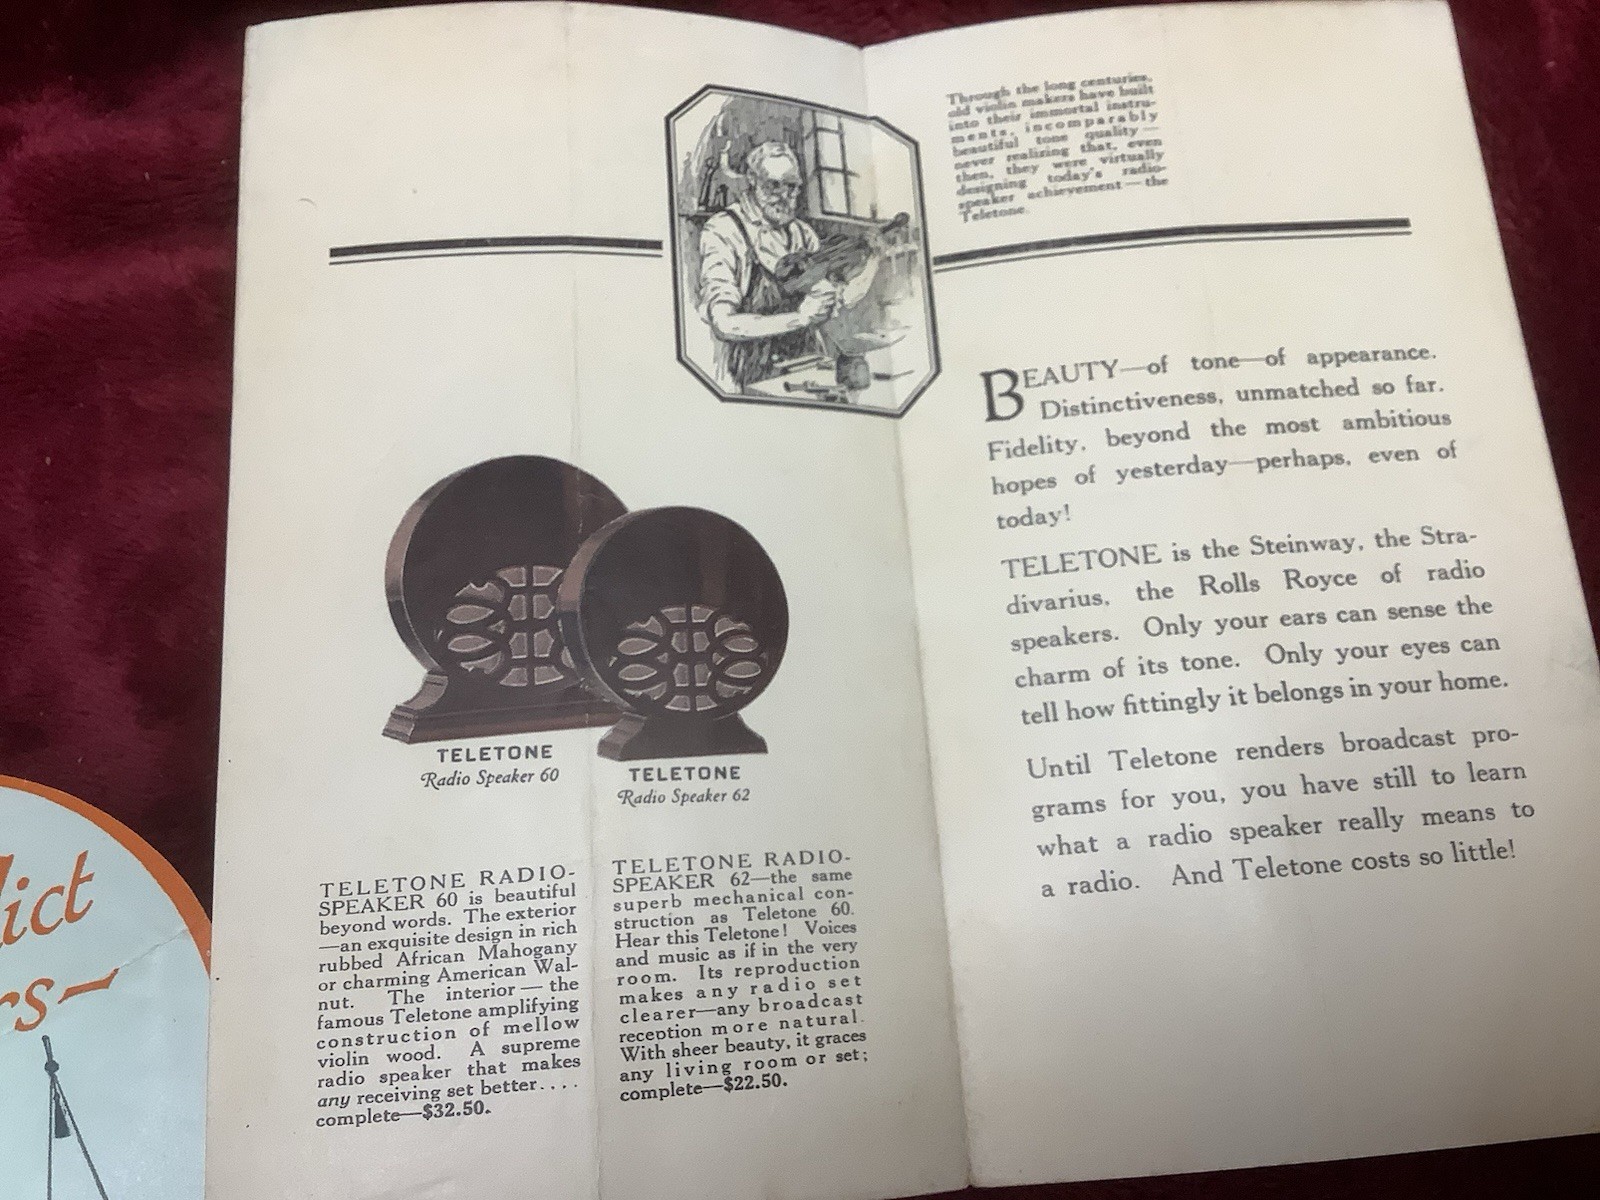 Through the long centuries,
old violin makers have built
into their immortal instru-
ments, incomparably
beautiful tone quality—
never realizing that, even
then, they were virtually
designing today's radio-
speaker achievement—the
Teletone.
BEAUTY—of tone—of appearance.
Distinctiveness, unmatched so far.
Fidelity, beyond the most ambitious
hopes of yesterday—perhaps, even of
today!
TELETONE is the Steinway, the Stra-
divarius, the Rolls Royce of radio
speakers. Only your ears can sense the
charm of its tone. Only your eyes can
tell how fittingly it belongs in your home.
Until Teletone renders broadcast pro-
grams for you, you have still to learn
what a radio speaker really means to
a radio. And Teletone costs so little!
TELETONE
Radio Speaker 60
TELETONE
Radio Speaker 62
TELETONE RADIO-
SPEAKER 60 is beautiful
beyond words. The exterior
—an exquisite design in rich
rubbed African Mahogany
or charming American Wal-
nut. The interior—the
famous Teletone amplifying
construction of mellow
violin wood. A supreme
radio speaker that makes
any receiving set better....
complete—$32.50.
TELETONE RADIO-
SPEAKER 62—the same
superb mechanical con-
struction as Teletone 60.
Hear this Teletone! Voices
and music as if in the very
room. Its reproduction
makes any radio set
clearer—any broadcast
reception more natural.
With sheer beauty, it graces
any living room or set;
complete—$22.50.
ict
rs—